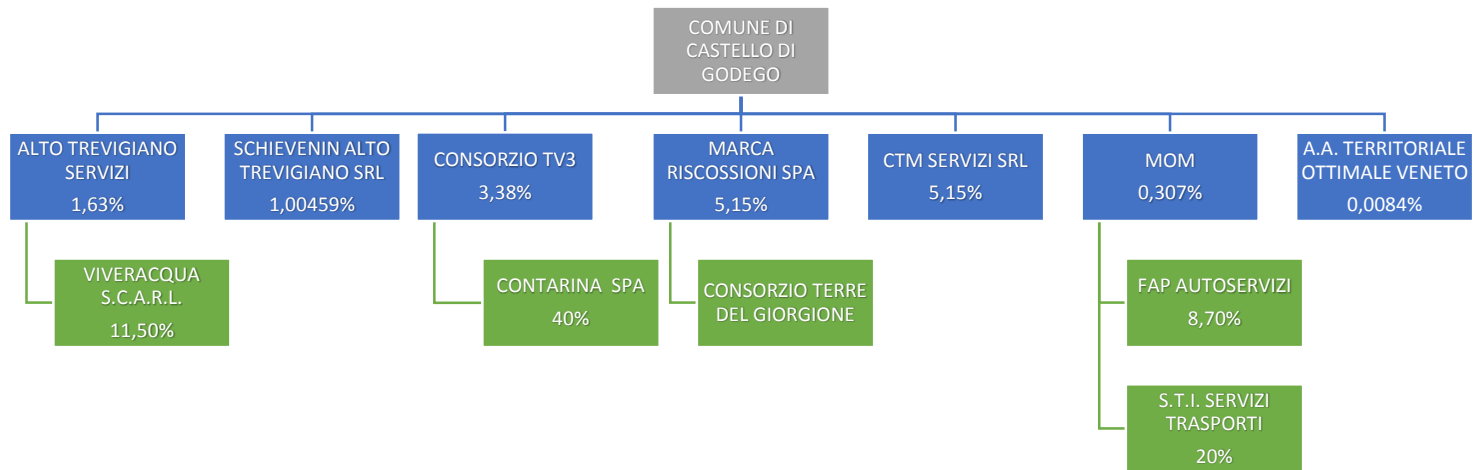 COMUNE DI
CASTELLO DI
GODEGO
ALTO TREVIGIANO
SERVIZI
1,63%
SCHIEVENIN ALTO
TREVIGIANO SRL
1,00459%
CONSORZIO TV3
3,38%
MARCA
RISCOSSIONI SPA
5,15%
CTM SERVIZI SRL
5,15%
MOM
0,307%
A.A. TERRITORIALE
OTTIMALE VENETO
0,0084%
VIVERACQUA
S.C.A.R.L.
11,50%
CONTARINA SPA
40%
CONSORZIO TERRE
DEL GIORGIONE
FAP AUTOSERVIZI
8,70%
S.T.I. SERVIZI
TRASPORTI
20%